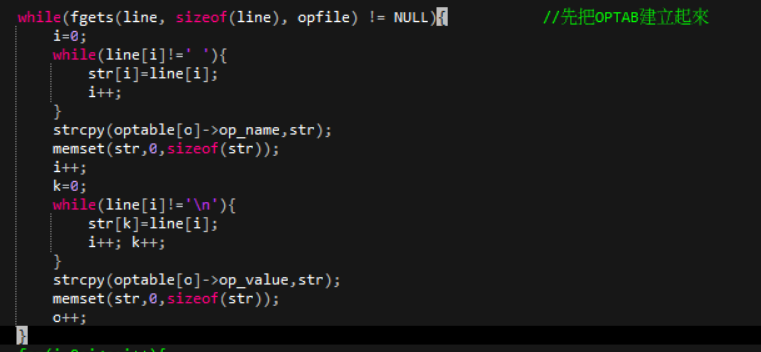 while(fgets(line, sizeof(line), opfile) != NULL){ //先把OPTAB建立起來
i=0;
while(line[i]!=' '){
str[i]=line[i];
i++;
}
strcpy(optable[o]->op_name,str);
memset(str,0,sizeof(str));
i++;
k=0;
while(line[i]!='\n'){
str[k]=line[i];
i++; k++;
}
strcpy(optable[o]->op_value,str);
memset(str,0,sizeof(str));
o++;
}